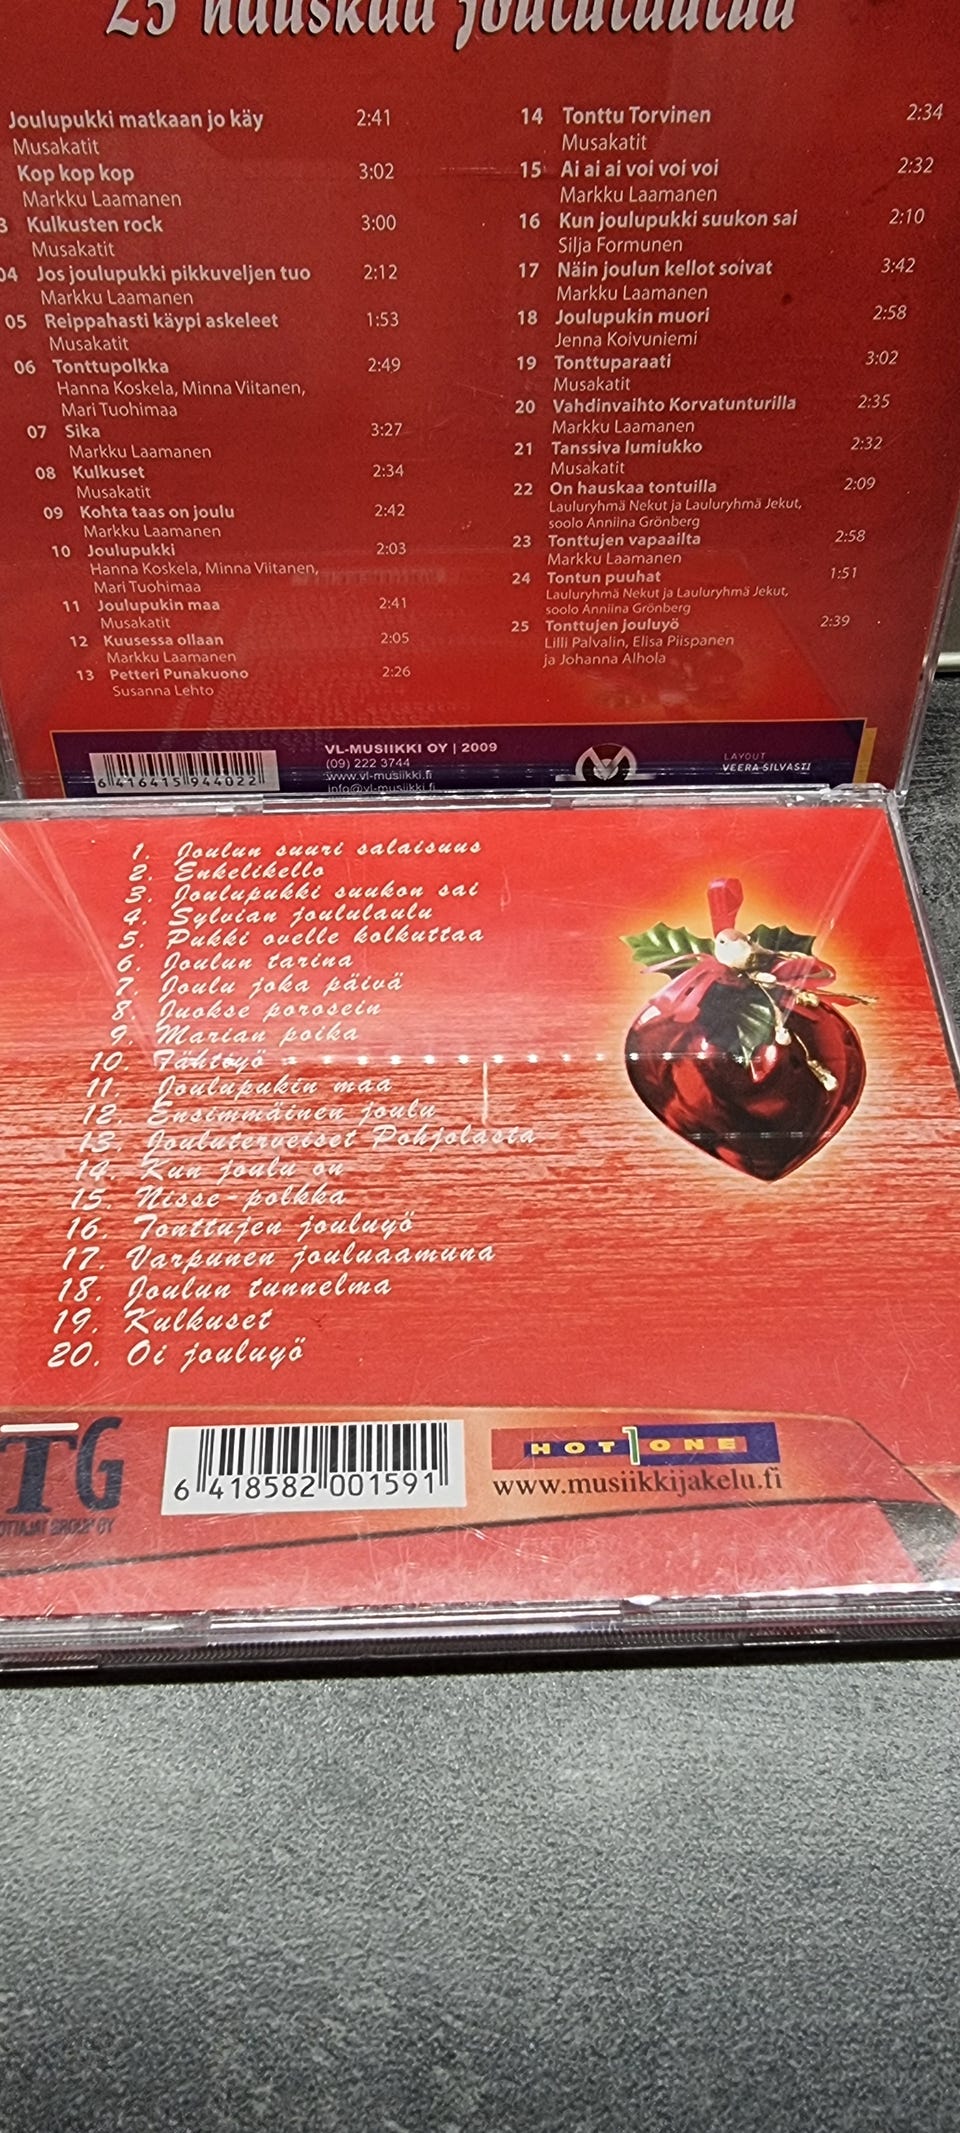 25 hauskaa joululaulua
Joulupukki matkaan jo käy 2:41
Musakatit
Kop kop kop 3:02
Markku Laamanen
3 Kulkusten rock 3:00
Musakatit
04 Jos joulupukki pikkuveljen tuo 2:12
Markku Laamanen
05 Reippahasti käypi askeleet 1:53
Musakatit
06 Tonttupolkka 2:49
Hanna Koskela, Minna Viitanen,
Mari Tuohimaa
07 Sika 3:27
Markku Laamanen
08 Kulkuset 2:34
Musakatit
09 Kohta taas on joulu 2:42
Markku Laamanen
10 Joulupukki 2:03
Hanna Koskela, Minna Viitanen,
Mari Tuohimaa
11 Joulupukin maa 2:41
Musakatit
12 Kuusessa ollaan 2:05
Markku Laamanen
13 Petteri Punakuono 2:26
Susanna Lehto
14 Tonttu Torvinen 2:34
Musakatit
15 Ai ai ai voi voi voi 2:32
Markku Laamanen
16 Kun joulupukki suukon sai 2:10
Silja Formunen
17 Näin joulun kellot soivat 3:42
Markku Laamanen
18 Joulupukin muori 2:58
Jenna Koivuniemi
19 Tonttuparaati 3:02
Musakatit
20 Vahdinvaihto Korvatunturilla 2:35
Markku Laamanen
21 Tanssiva lumiukko 2:32
Musakatit
22 On hauskaa tontuilla 2:09
Lauluryhmä Nekut ja Lauluryhmä Jekut,
soolo Anniina Grönberg
23 Tonttujen vapaailta 2:58
Markku Laamanen
24 Tontun puuhat 1:51
Lauluryhmä Nekut ja Lauluryhmä Jekut,
soolo Anniina Grönberg
25 Tonttujen jouluyö 2:39
Lilli Palvalin, Elisa Piispanen
ja Johanna Alhola
6 416415 944022
VL-MUSIIKKI OY | 2009
(09) 222 3744
www.vl-musiikki.fi
info@vl-musiikki.fi
LAYOUT
VEERA SILVASTI
1. Joulun suuri salaisuus
2. Enkelikello
3. Joulupukki suukon sai
4. Sylvian joululaulu
5. Pukki ovelle kolkuttaa
6. Joulun tarina
7. Joulu joka päivä
8. Juokse porosein
9. Marian poika
10. Tähtöyö
11. Joulupukin maa
12. Ensimmäinen joulu
13. Jouluterveiset Pohjolasta
14. Kun joulu on
15. Nisse-polkka
16. Tonttujen jouluyö
17. Varpunen jouluaamuna
18. Joulun tunnelma
19. Kulkuset
20. Oi jouluyö
TG
GROUP OY
6 418582 001591
HOT 1 ONE
www.musiikkijakelu.fi